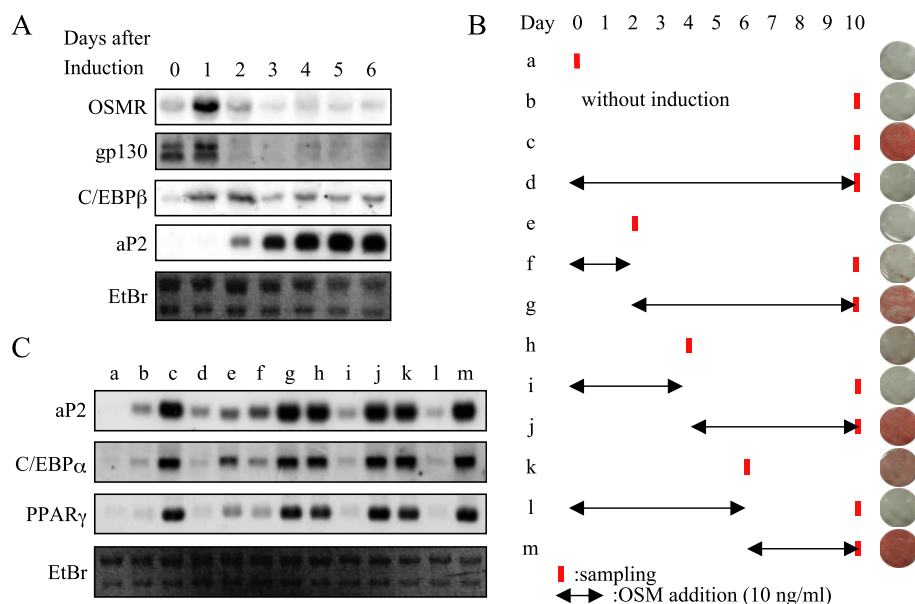 A
Days after
Induction 0 1 2 3 4 5 6
OSMR
gp130
C/EBPβ
aP2
EtBr
B
Day 0 1 2 3 4 5 6 7 8 9 10
a
b without induction
c
d
e
f
g
h
i
j
k
l
m
:sampling
:OSM addition (10 ng/ml)
C
a b c d e f g h i j k l m
aP2
C/EBPα
PPARγ
EtBr